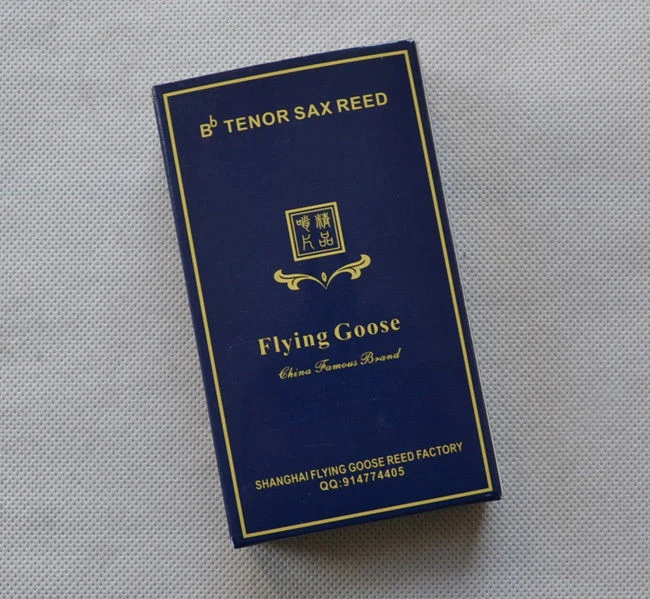 Bb TENOR SAX REED
精品
哨片
Flying Goose
China Famous Brand
SHANGHAI FLYING GOOSE REED FACTORY
QQ:914774405